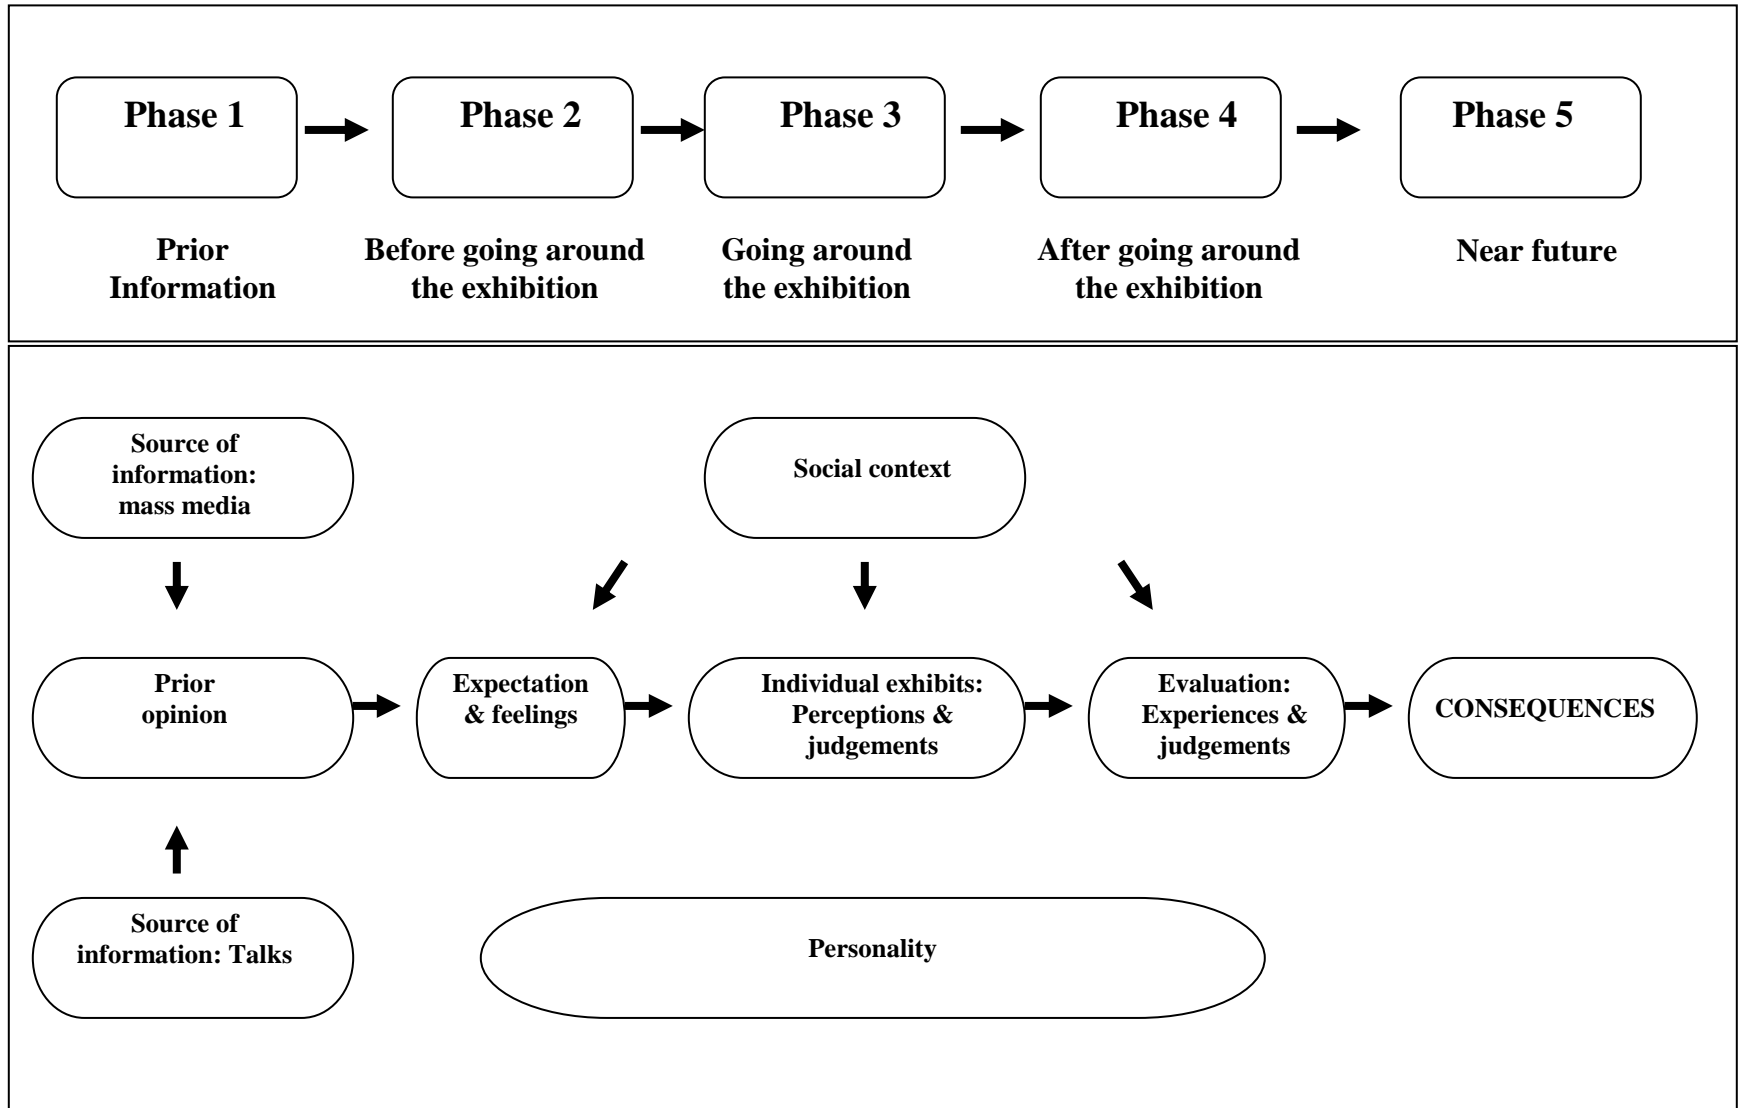 Phase 1
Phase 2
Phase 3
Phase 4
Phase 5
Prior
Information
Before going around
the exhibition
Going around
the exhibition
After going around
the exhibition
Near future
Source of
information:
mass media
Social context
Prior
opinion
Expectation
& feelings
Individual exhibits:
Perceptions &
judgements
Evaluation:
Experiences &
judgements
CONSEQUENCES
Source of
information: Talks
Personality